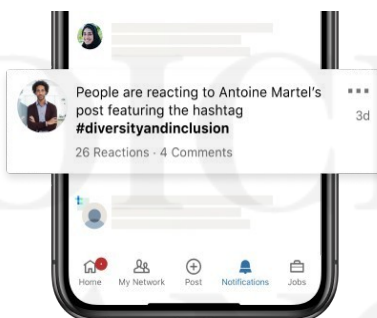 People are reacting to Antoine Martel's
post featuring the hashtag
#diversityandinclusion
3d
26 Reactions · 4 Comments
Home
My Network
Post
Notifications
Jobs